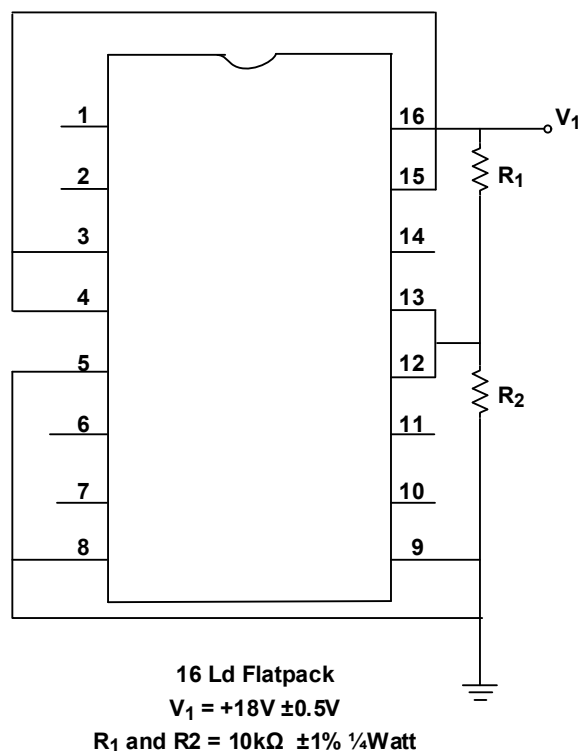 16
V1
1
R1
15
2
3
14
4
13
5
12
R2
6
11
7
10
8
9
16 Ld Flatpack
V1 = +18V ±0.5V
R1 and R2 = 10kΩ ±1% ¼Watt